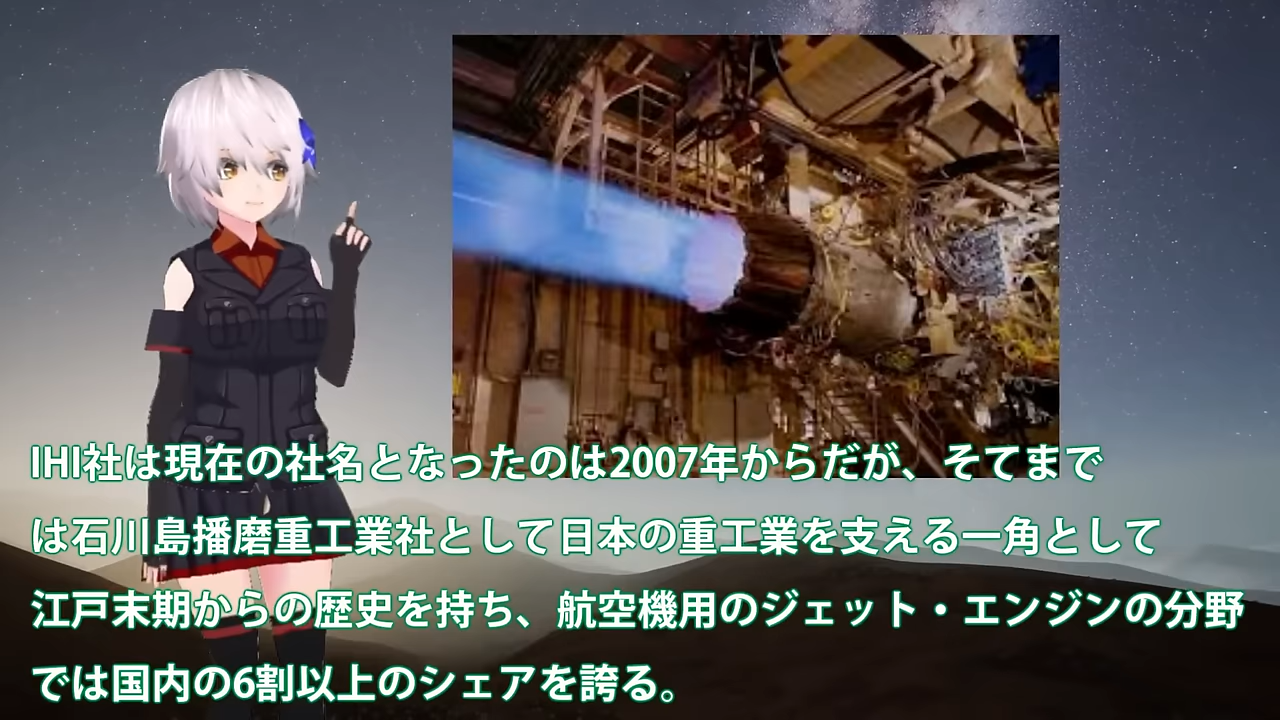 IHI社は現在の社名となったのは2007年からだが、そてまで
は石川島播磨重工業社として日本の重工業を支える一角として
江戸末期からの歴史を持ち、航空機用のジェット・エンジンの分野
では国内の6割以上のシェアを誇る。